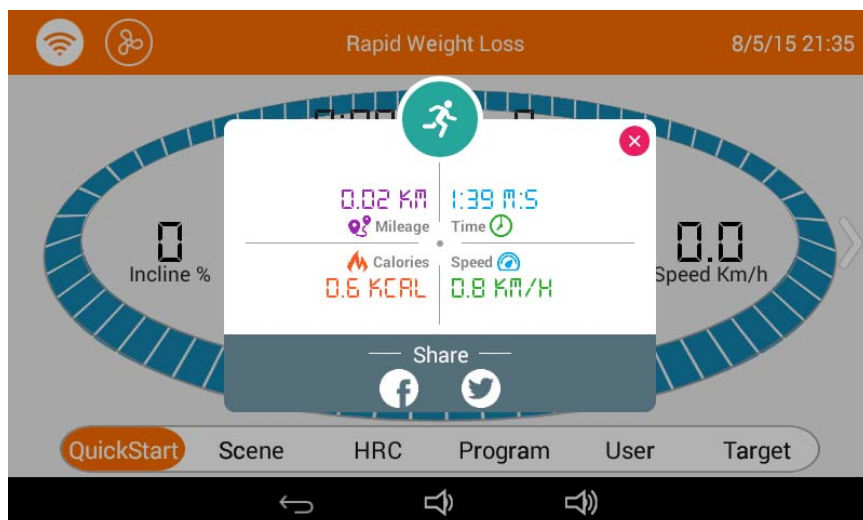 Rapid Weight Loss
8/5/15 21:35
0.02 KM
1:39 M:S
Mileage
Time
0
Incline %
0.0
Speed Km/h
Calories
Speed
0.6 KCAL
0.8 KM/H
Share
QuickStart
Scene
HRC
Program
User
Target